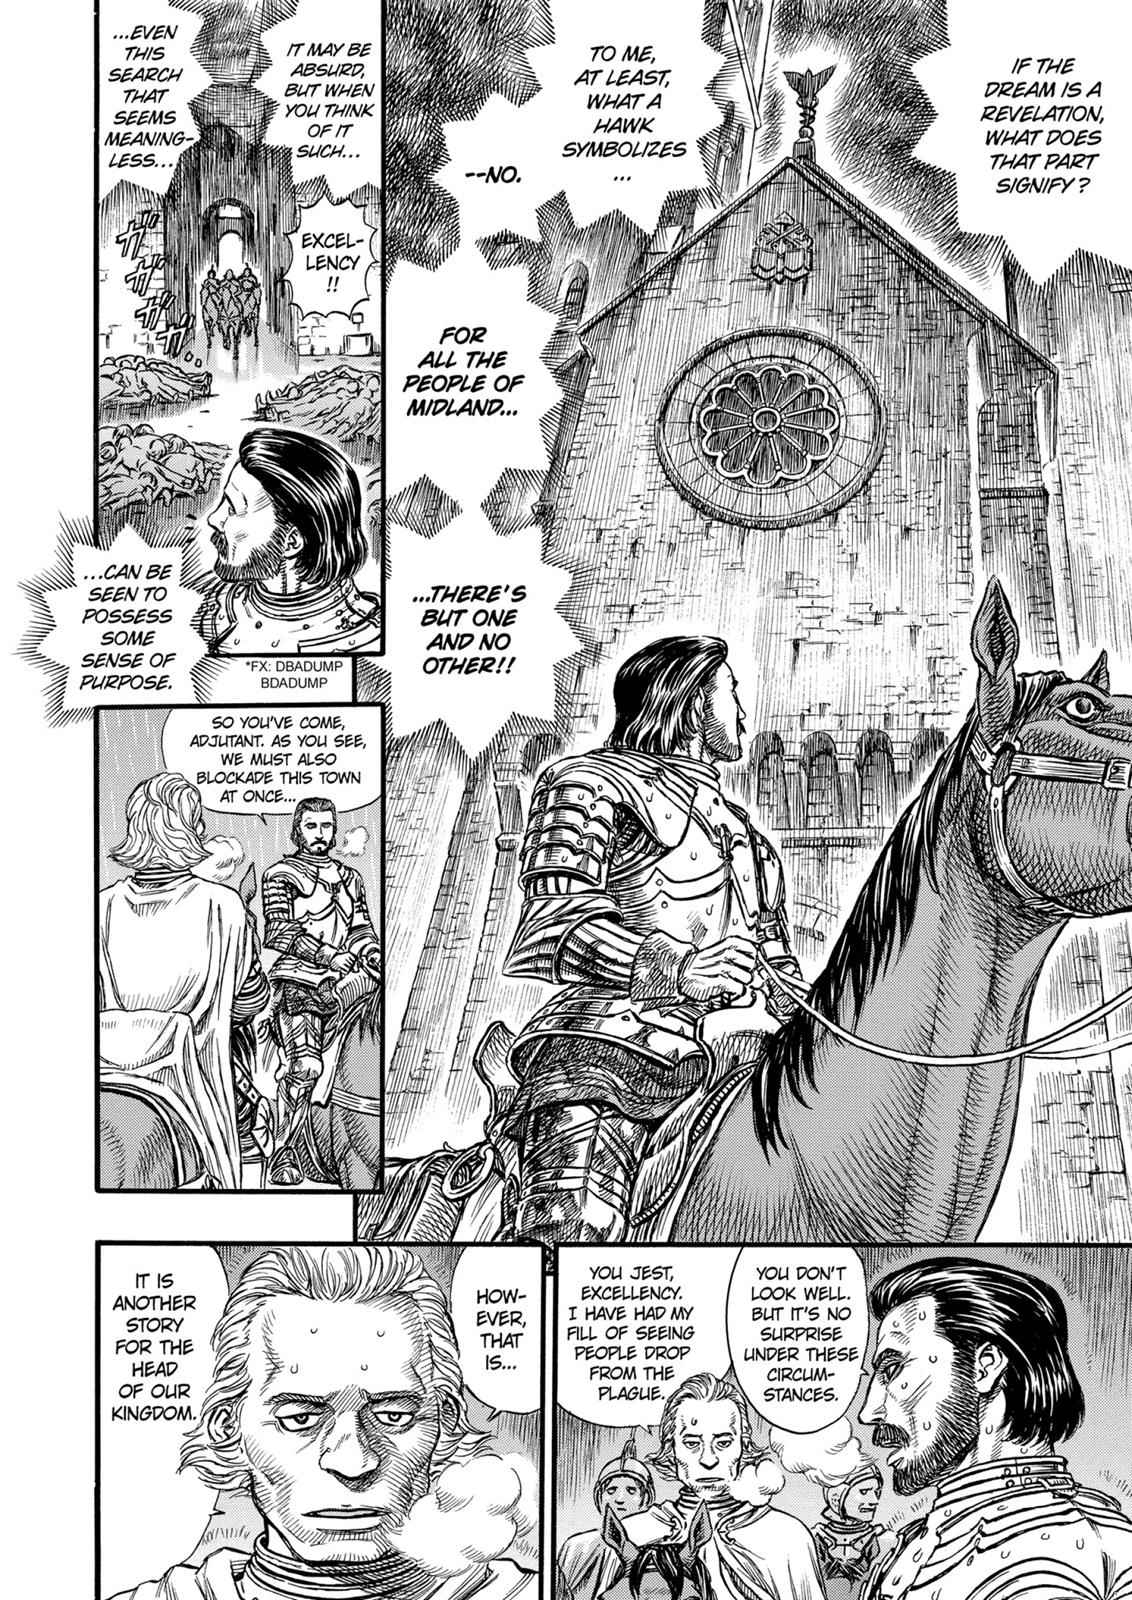 IF THE
DREAM IS A
REVELATION,
WHAT DOES
THAT PART
SIGNIFY?
TO ME,
AT LEAST,
WHAT A
HAWK
SYMBOLIZES
...
--NO.
FOR
ALL THE
PEOPLE OF
MIDLAND...
...THERE'S
BUT ONE
AND NO
OTHER!!
IT MAY BE
ABSURD,
BUT WHEN
YOU THINK
OF IT
SUCH...
...EVEN
THIS
SEARCH
THAT
SEEMS
MEANING-
LESS...
EXCEL-
LENCY
!!
ガガ
ガガ
ガガ
...CAN BE
SEEN TO
POSSESS
SOME
SENSE OF
PURPOSE.
*FX: DBADUMP
BDADUMP
SO YOU'VE COME,
ADJUTANT. AS YOU SEE,
WE MUST ALSO
BLOCKADE THIS TOWN
AT ONCE...
YOU DON'T
LOOK WELL.
BUT IT'S NO
SURPRISE
UNDER THESE
CIRCUM-
STANCES.
YOU JEST,
EXCELLENCY.
I HAVE HAD MY
FILL OF SEEING
PEOPLE DROP
FROM THE
PLAGUE.
HOW-
EVER,
THAT
IS...
IT IS
ANOTHER
STORY
FOR THE
HEAD
OF OUR
KINGDOM.